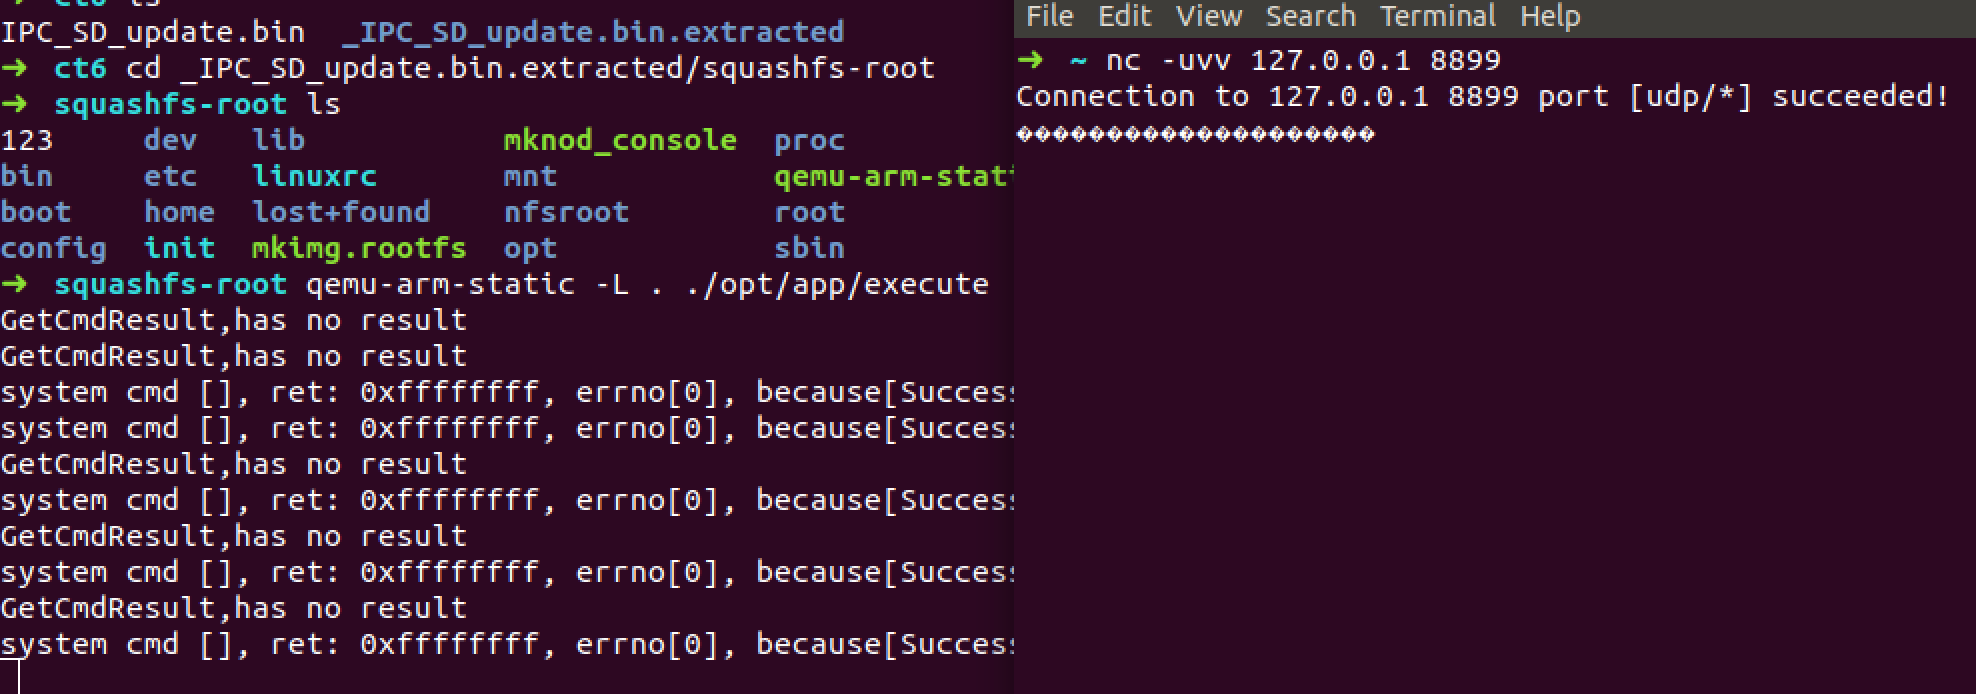 ➜ ct6 ls
IPC_SD_update.bin _IPC_SD_update.bin.extracted
➜ ct6 cd _IPC_SD_update.bin.extracted/squashfs-root
➜ squashfs-root ls
123 dev lib mknod_console proc
bin etc linuxrc mnt qemu-arm-stati
boot home lost+found nfsroot root
config init mkimg.rootfs opt sbin
➜ squashfs-root qemu-arm-static -L . ./opt/app/execute
GetCmdResult,has no result
GetCmdResult,has no result
system cmd [], ret: 0xffffffff, errno[0], because[Success
system cmd [], ret: 0xffffffff, errno[0], because[Success
GetCmdResult,has no result
system cmd [], ret: 0xffffffff, errno[0], because[Success
GetCmdResult,has no result
system cmd [], ret: 0xffffffff, errno[0], because[Success
GetCmdResult,has no result
system cmd [], ret: 0xffffffff, errno[0], because[Success
File Edit View Search Terminal Help
➜ ~ nc -uvv 127.0.0.1 8899
Connection to 127.0.0.1 8899 port [udp/*] succeeded!
��������������������